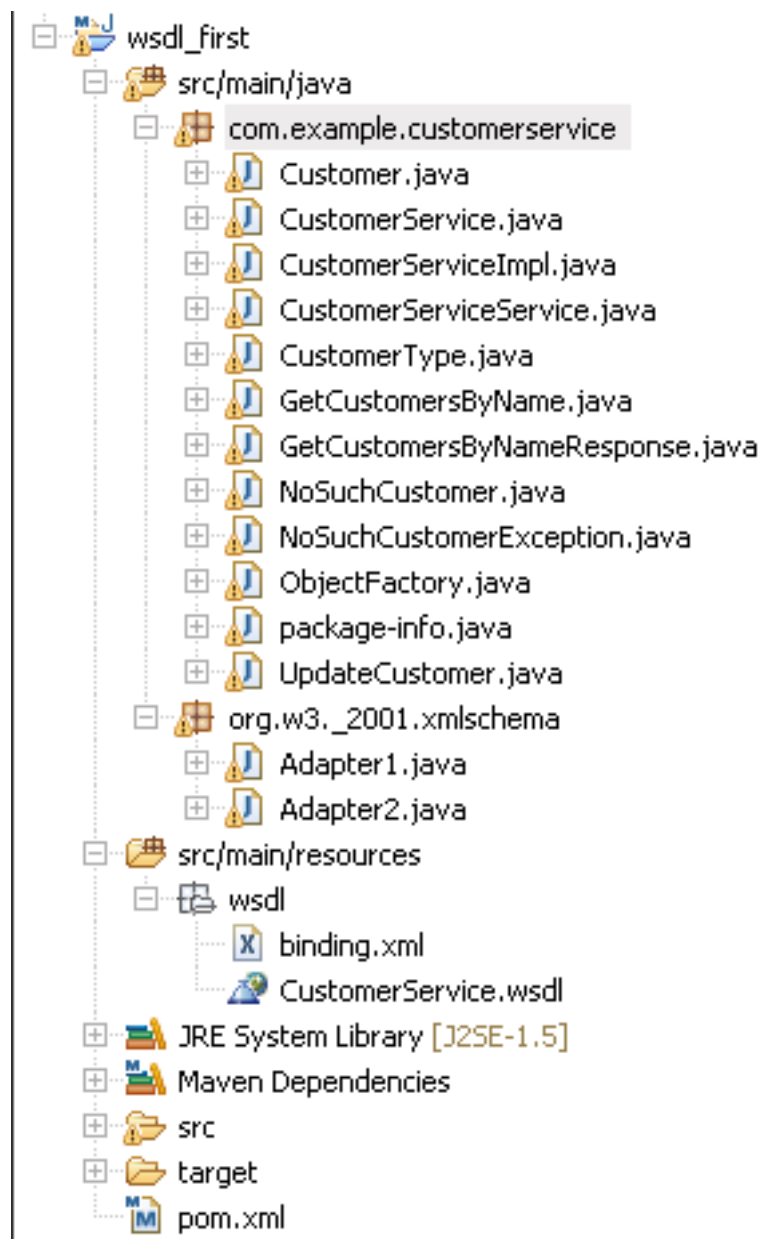 wsdl_first
src/main/java
com.example.customerservice
Customer.java
CustomerService.java
CustomerServiceImpl.java
CustomerServiceService.java
CustomerType.java
GetCustomersByName.java
GetCustomersByNameResponse.java
NoSuchCustomer.java
NoSuchCustomerException.java
ObjectFactory.java
package-info.java
UpdateCustomer.java
org.w3._2001.xmlschema
Adapter1.java
Adapter2.java
src/main/resources
wsdl
binding.xml
CustomerService.wsdl
JRE System Library [J2SE-1.5]
Maven Dependencies
src
target
pom.xml